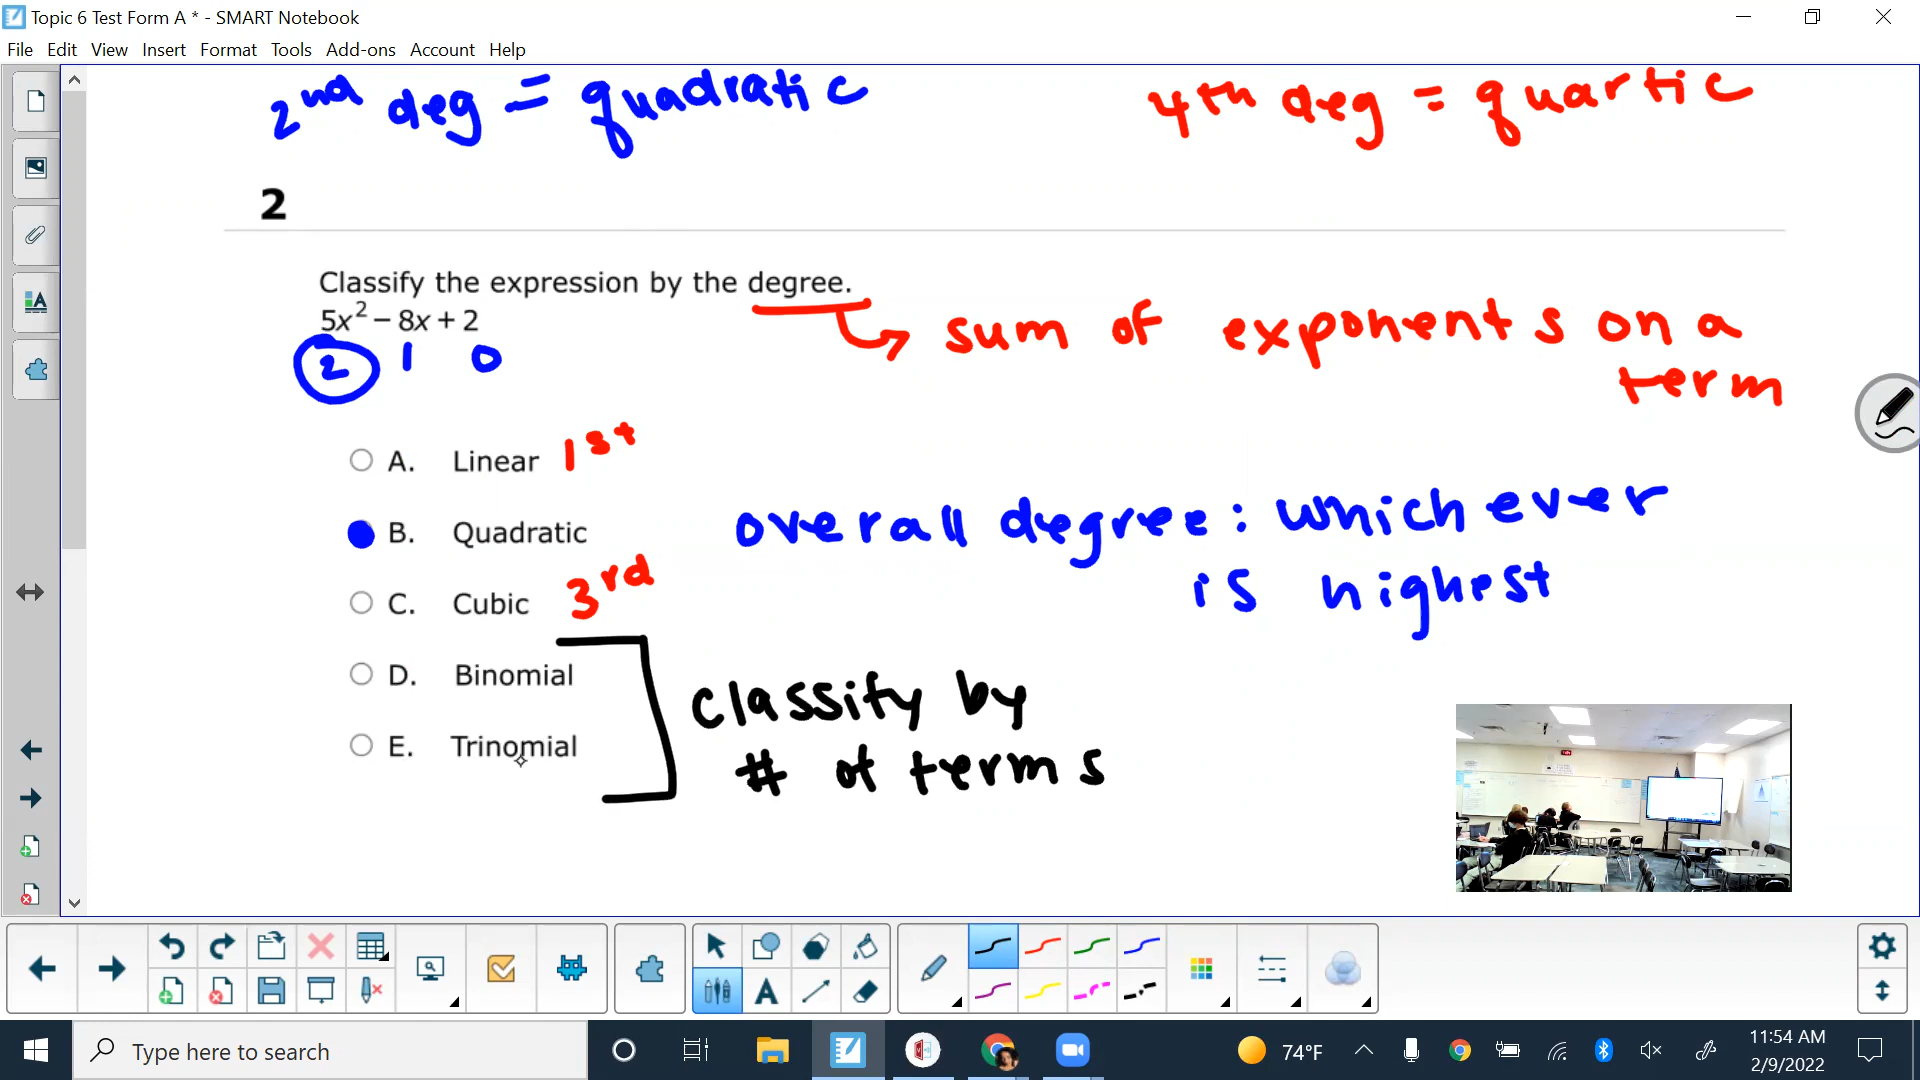 Topic 6 Test Form A * - SMART Notebook
File Edit View Insert Format Tools Add-ons Account Help
2nd deg = quadratic
4th deg = quartic
2
Classify the expression by the degree.
5x² − 8x + 2
2 1 0
sum of exponents on a
term
A. Linear 1st
B. Quadratic
overall degree: which ever
is highest
C. Cubic 3rd
D. Binomial
E. Trinomial
classify by
# of terms
Type here to search
74°F
11:54 AM
2/9/2022